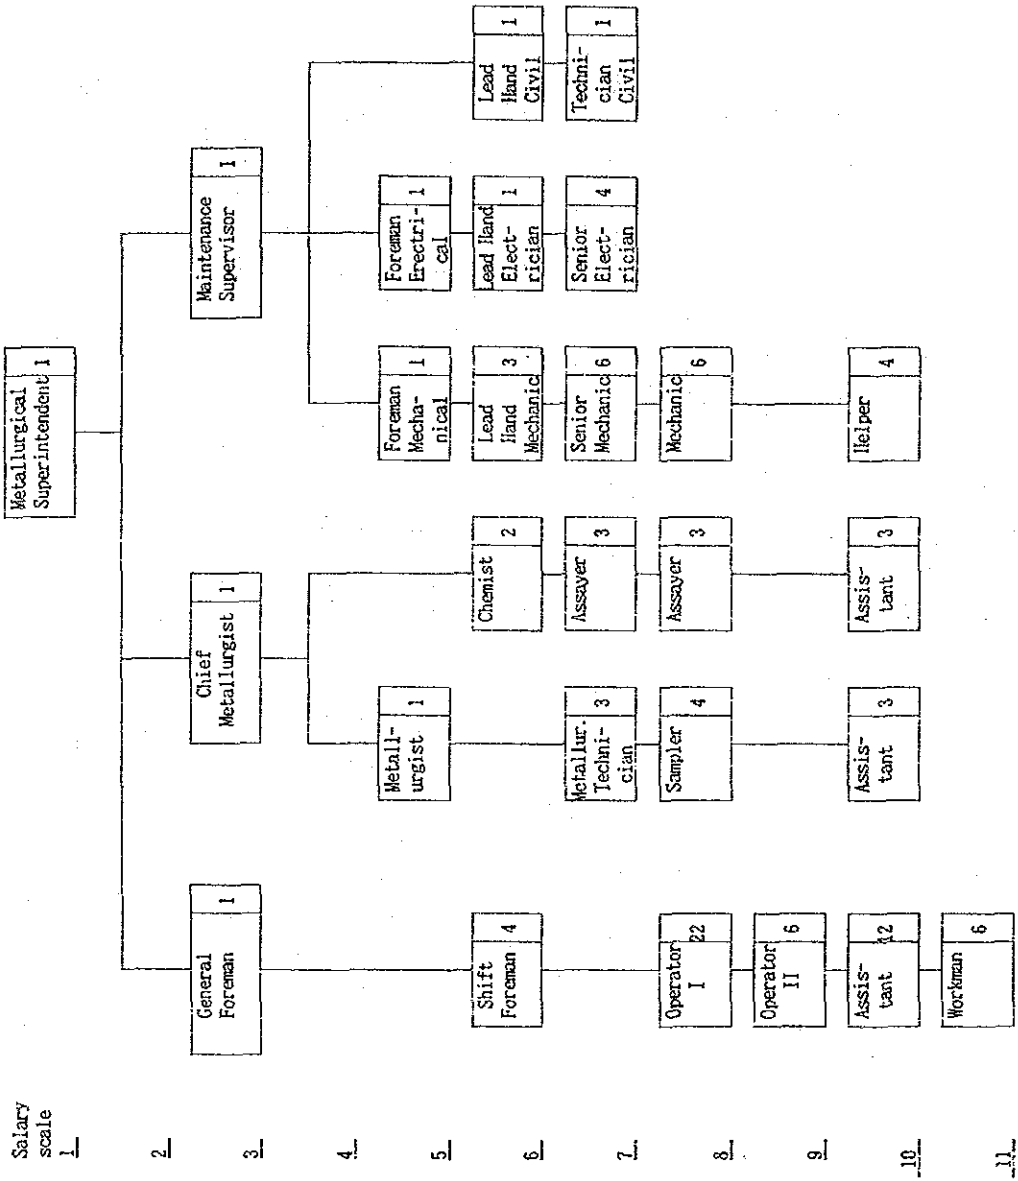 Salary
scale
1
2
3
4
5
6
7
8
9
10
11
Metallurgical
Superintendent
1
General
Foreman
1
Chief
Metallurgist
1
Maintenance
Supervisor
1
Metall-
urgist
1
Foreman
Mecha-
nical
1
Foreman
Erectri-
cal
1
Shift
Foreman
4
Chemist
2
Lead
Hand
Mechanic
3
Lead Hand
Elect-
rician
1
Lead
Hand
Civil
1
Metallur.
Techni-
cian
3
Assayer
3
Senior
Mechanic
6
Senior
Elect-
rician
4
Techni-
cian
Civil
1
Operator
I
22
Sampler
4
Assayer
3
Mechanic
6
Operator
II
6
Assis-
tant
12
Assis-
tant
3
Assis-
tant
3
Helper
4
Workman
6